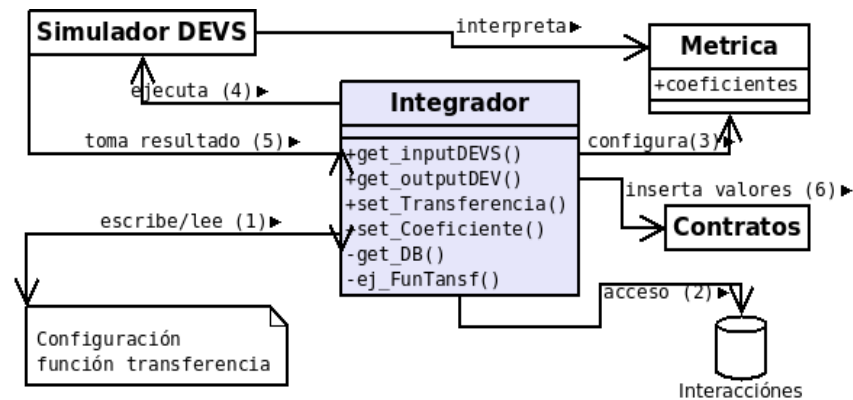 Simulador DEVS
interpreta▶
Metrica
+coeficientes
ejecuta (4)▶
Integrador
toma resultado (5)▶
configura(3)▶
+get_inputDEVS()
+get_outputDEV()
+set_Transferencia()
+set_Coeficiente()
-get_DB()
-ej_FunTansf()
inserta valores (6)▶
Contratos
escribe/lee (1)▶
acceso (2)▶
Configuración
función transferencia
Interacciónes